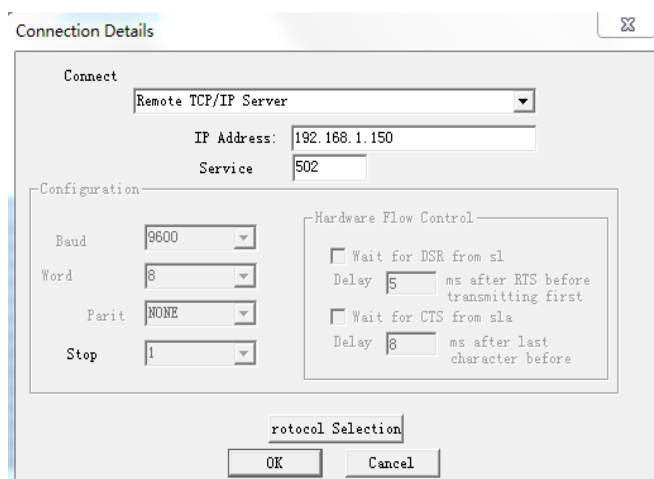 Connection Details
Connect
Remote TCP/IP Server
IP Address: 192.168.1.150
Service 502
Configuration
Baud 9600
Word 8
Parit NONE
Stop 1
Hardware Flow Control
Wait for DSR from sl
Delay 5 ms after RTS before
transmitting first
Wait for CTS from sla
Delay 8 ms after last
character before
rotocol Selection
OK Cancel